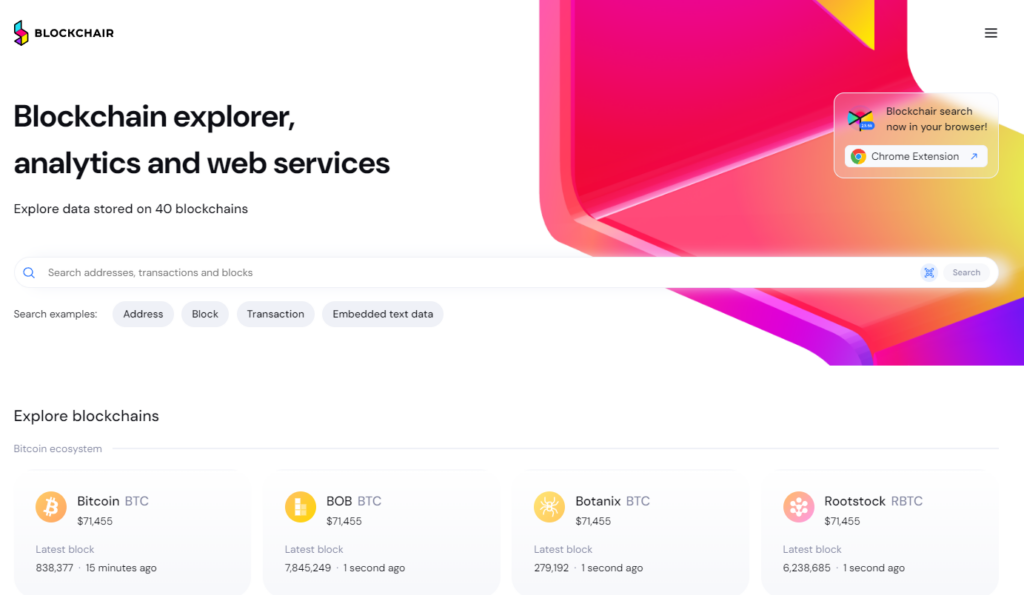 BLOCKCHAIR
Blockchain explorer,
analytics and web services
Explore data stored on 40 blockchains
Blockchair search
now in your browser!
Chrome Extension
Search addresses, transactions and blocks
Search
Search examples:
Address
Block
Transaction
Embedded text data
Explore blockchains
Bitcoin ecosystem
Bitcoin BTC
$71,455
Latest block
838,377 · 15 minutes ago
BOB BTC
$71,455
Latest block
7,845,249 · 1 second ago
Botanix BTC
$71,455
Latest block
279,192 · 1 second ago
Rootstock RBTC
$71,455
Latest block
6,238,685 · 1 second ago